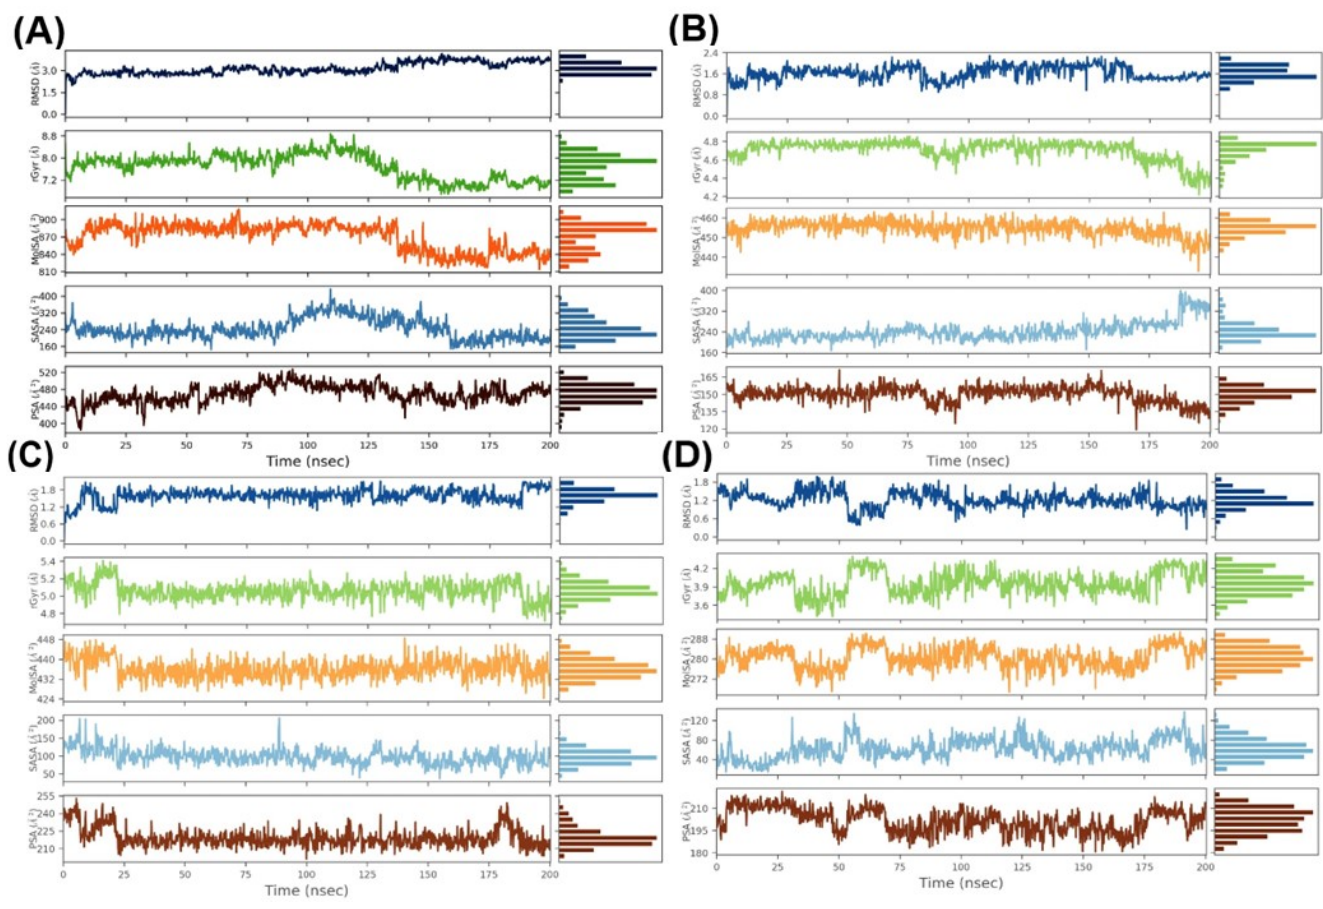 (A)
RMSD (Å)
3.0
1.5
0.0
rGyr (Å)
8.8
8.0
7.2
MolSA (Å²)
900
870
840
810
SASA (Å²)
400
320
240
160
PSA (Å²)
520
480
440
400
0 25 50 75 100 125 150 175 200
Time (nsec)
(B)
RMSD (Å)
2.4
1.6
0.8
0.0
rGyr (Å)
4.8
4.6
4.4
4.2
MolSA (Å²)
460
450
440
SASA (Å²)
400
320
240
160
PSA (Å²)
165
150
135
120
0 25 50 75 100 125 150 175 200
Time (nsec)
(C)
RMSD (Å)
1.8
1.2
0.6
0.0
rGyr (Å)
5.4
5.2
5.0
4.8
MolSA (Å²)
448
440
432
424
SASA (Å²)
200
150
100
50
PSA (Å²)
255
240
225
210
0 25 50 75 100 125 150 175 200
Time (nsec)
(D)
RMSD (Å)
1.8
1.2
0.6
0.0
rGyr (Å)
4.2
3.9
3.6
MolSA (Å²)
288
280
272
SASA (Å²)
120
80
40
PSA (Å²)
210
195
180
0 25 50 75 100 125 150 175 200
Time (nsec)